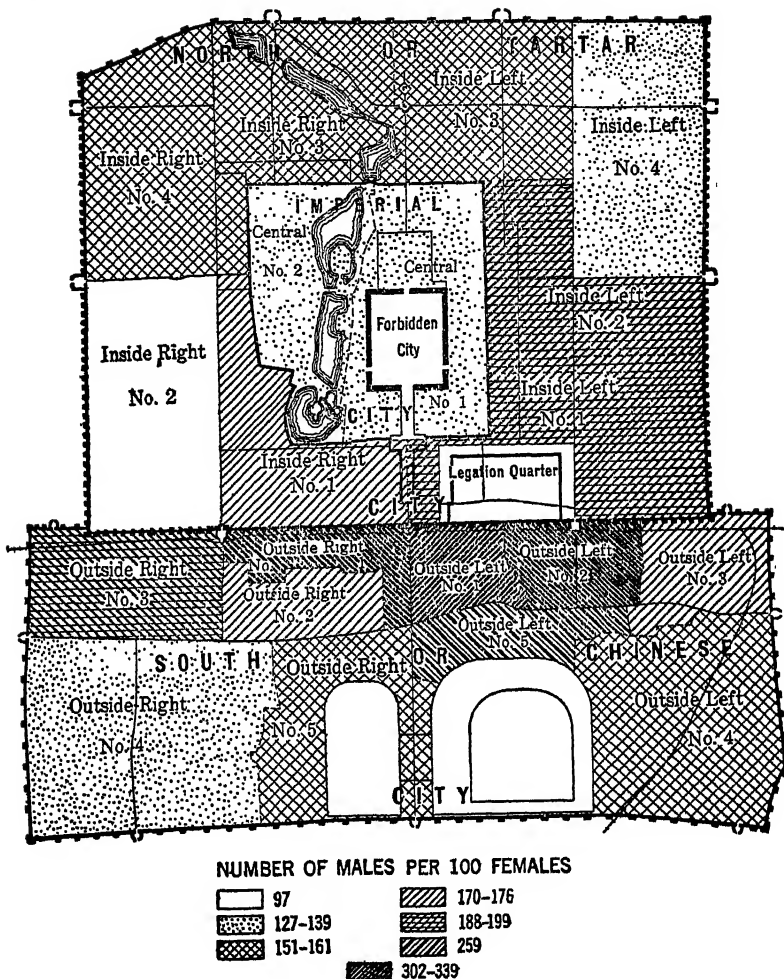 NORTH OR TARTAR
Inside Left
No. 3
Inside Right
No. 3
Inside Left
No. 4
Inside Right
No. 4
IMPERIAL
Central
No. 2
Central
Inside Left
No. 2
Forbidden
City
Inside Right
No. 2
Inside Left
No. 1
No 1
CITY
Inside Right
No. 1
Legation Quarter
CITY
Outside Right
No.
Outside Left
No.
Outside Left
No. 2
Outside Left
No. 3
Outside Right
No. 3
Outside Right
No. 2
Outside Left
No. 5
SOUTH OR CHINESE
Outside Right
No. 5
Outside Right
No. 4
Outside Left
No. 4
CITY
NUMBER OF MALES PER 100 FEMALES
97
170-176
127-139
188-199
151-161
259
302-339